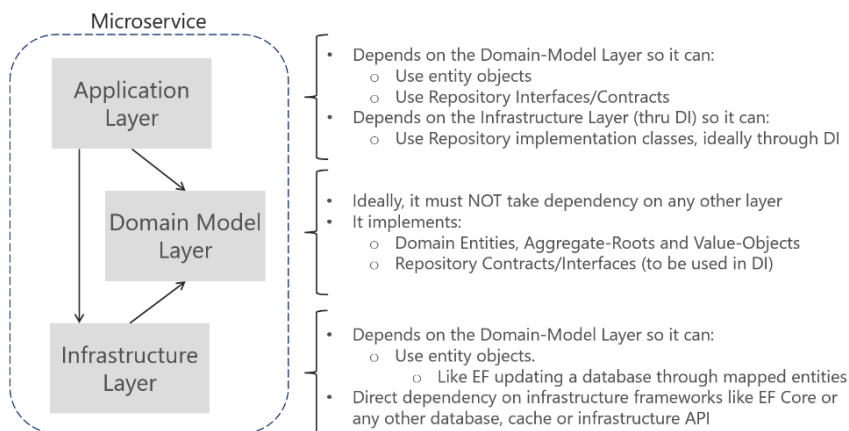 Microservice
Application
Layer
• Depends on the Domain-Model Layer so it can:
o Use entity objects
o Use Repository Interfaces/Contracts
• Depends on the Infrastructure Layer (thru DI) so it can:
o Use Repository implementation classes, ideally through DI
Domain Model
Layer
• Ideally, it must NOT take dependency on any other layer
• It implements:
o Domain Entities, Aggregate-Roots and Value-Objects
o Repository Contracts/Interfaces (to be used in DI)
Infrastructure
Layer
• Depends on the Domain-Model Layer so it can:
o Use entity objects.
o Like EF updating a database through mapped entities
• Direct dependency on infrastructure frameworks like EF Core or
any other database, cache or infrastructure API